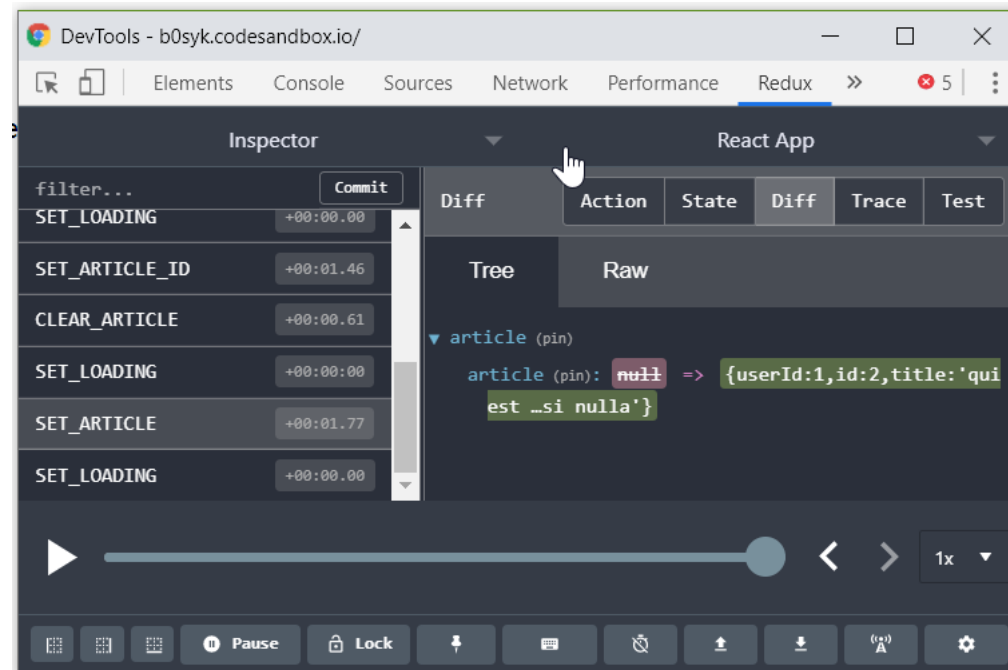 DevTools - b0syk.codesandbox.io/
Elements Console Sources Network Performance Redux » 5
e
Inspector React App
filter... Commit
Diff Action State Diff Trace Test
SET_LOADING +00:00.00
SET_ARTICLE_ID +00:01.46
CLEAR_ARTICLE +00:00.61
SET_LOADING +00:00:00
SET_ARTICLE +00:01.77
SET_LOADING +00:00.00
Tree Raw
article (pin)
article (pin): null => {userId:1,id:2,title:'qui
est …si nulla'}
1x
Pause Lock